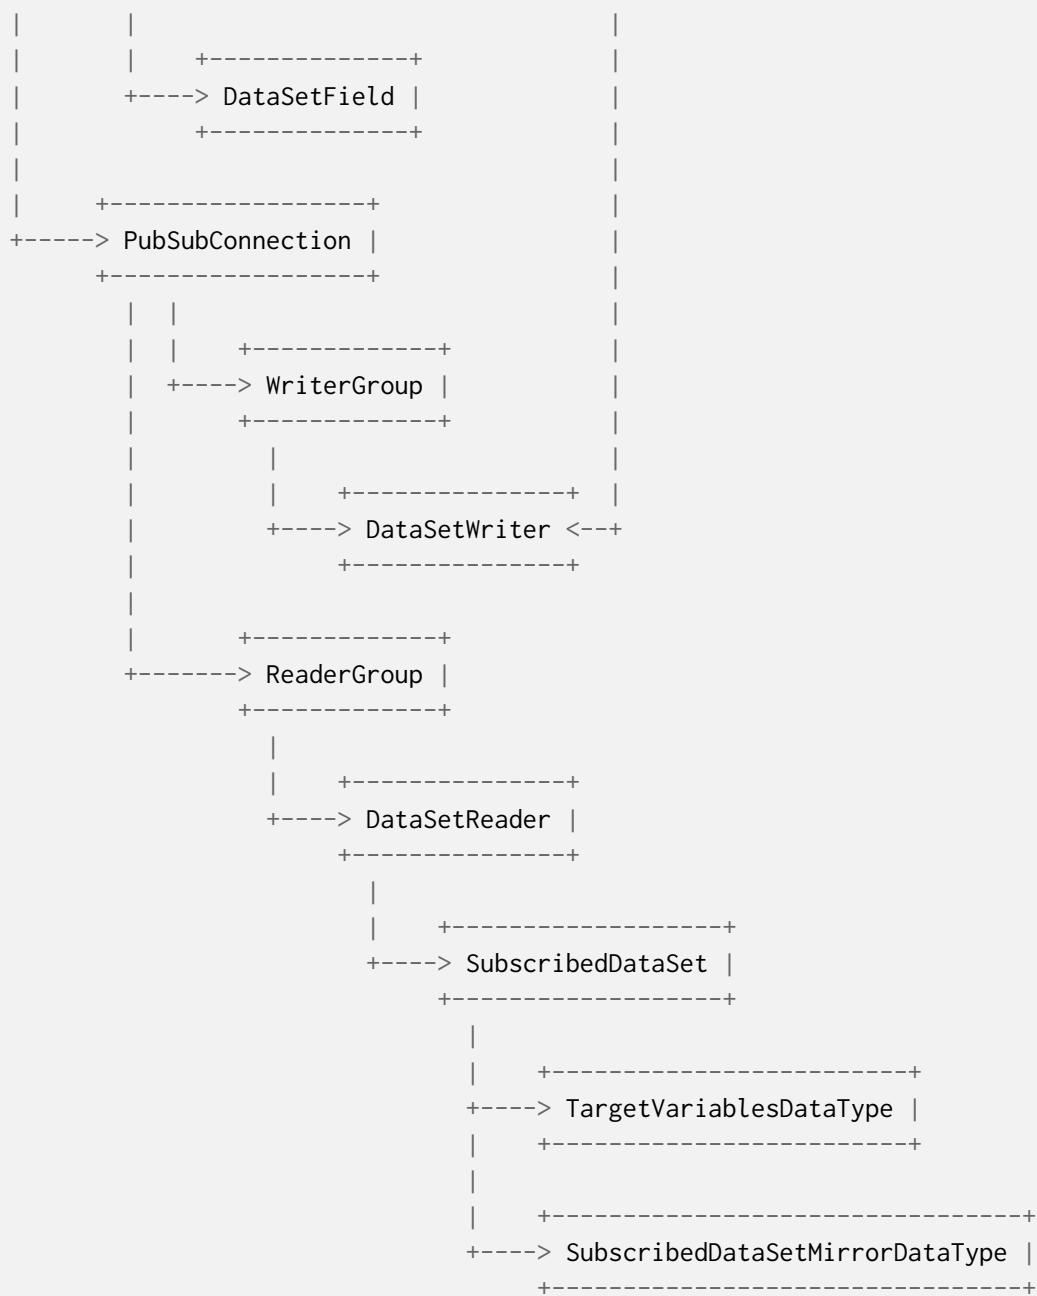 |       |                                 |
|       |    +--------------+             |
|       +----> DataSetField |             |
|            +--------------+             |
|                                         |
|     +------------------+                |
+-----> PubSubConnection |                |
      +------------------+                |
        |  |                              |
        |  |    +-------------+           |
        |  +----> WriterGroup |           |
        |       +-------------+           |
        |         |                       |
        |         |    +---------------+  |
        |         +----> DataSetWriter <--+
        |              +---------------+
        |
        |       +-------------+
        +-------> ReaderGroup |
                +-------------+
                  |
                  |    +---------------+
                  +----> DataSetReader |
                       +---------------+
                         |
                         |    +-------------------+
                         +----> SubscribedDataSet |
                              +-------------------+
                                |
                                |    +-------------------------+
                                +----> TargetVariablesDataType |
                                |    +-------------------------+
                                |
                                |    +---------------------------------+
                                +----> SubscribedDataSetMirrorDataType |
                                     +---------------------------------+